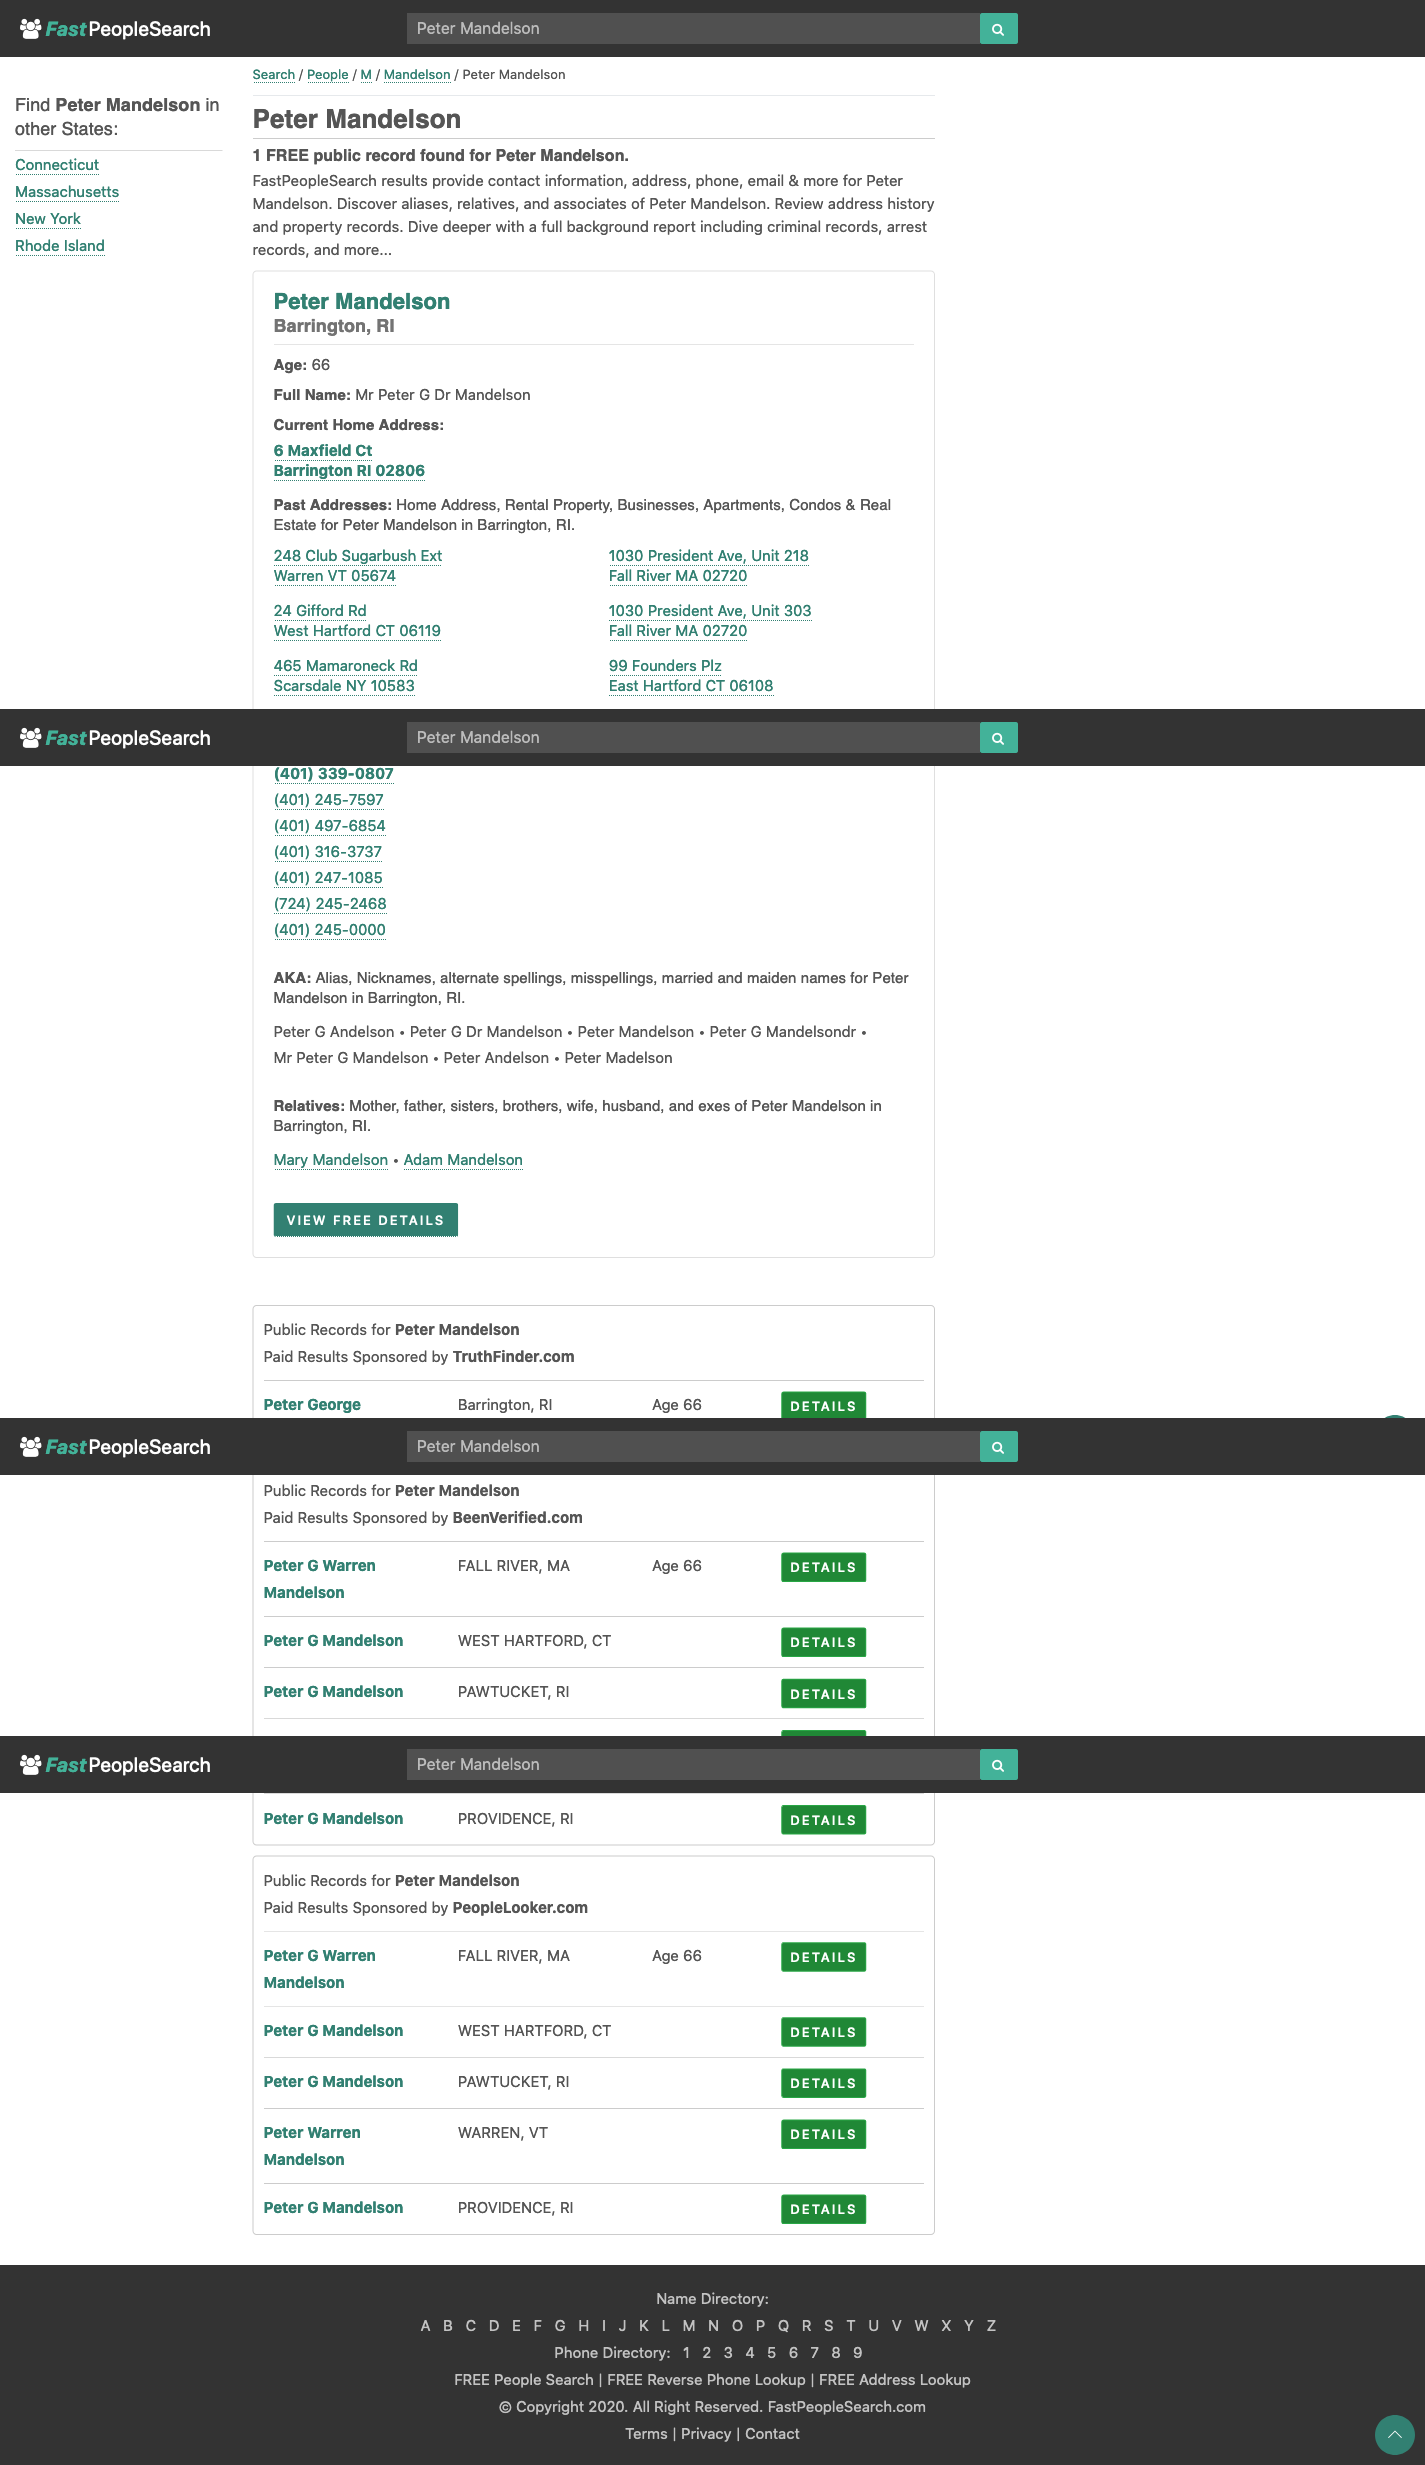 FastPeopleSearch
Peter Mandelson
Search / People / M / Mandelson / Peter Mandelson
Find Peter Mandelson in
other States:
Connecticut
Massachusetts
New York
Rhode Island
Peter Mandelson
1 FREE public record found for Peter Mandelson.
FastPeopleSearch results provide contact information, address, phone, email & more for Peter
Mandelson. Discover aliases, relatives, and associates of Peter Mandelson. Review address history
and property records. Dive deeper with a full background report including criminal records, arrest
records, and more...
Peter Mandelson
Barrington, RI
Age: 66
Full Name: Mr Peter G Dr Mandelson
Current Home Address:
6 Maxfield Ct
Barrington RI 02806
Past Addresses: Home Address, Rental Property, Businesses, Apartments, Condos & Real
Estate for Peter Mandelson in Barrington, RI.
248 Club Sugarbush Ext
Warren VT 05674
1030 President Ave, Unit 218
Fall River MA 02720
24 Gifford Rd
West Hartford CT 06119
1030 President Ave, Unit 303
Fall River MA 02720
465 Mamaroneck Rd
Scarsdale NY 10583
99 Founders Plz
East Hartford CT 06108
FastPeopleSearch
Peter Mandelson
(401) 339-0807
(401) 245-7597
(401) 497-6854
(401) 316-3737
(401) 247-1085
(724) 245-2468
(401) 245-0000
AKA: Alias, Nicknames, alternate spellings, misspellings, married and maiden names for Peter
Mandelson in Barrington, RI.
Peter G Andelson • Peter G Dr Mandelson • Peter Mandelson • Peter G Mandelsondr •
Mr Peter G Mandelson • Peter Andelson • Peter Madelson
Relatives: Mother, father, sisters, brothers, wife, husband, and exes of Peter Mandelson in
Barrington, RI.
Mary Mandelson • Adam Mandelson
VIEW FREE DETAILS
Public Records for Peter Mandelson
Paid Results Sponsored by TruthFinder.com
Peter George Barrington, RI Age 66 DETAILS
FastPeopleSearch
Peter Mandelson
Public Records for Peter Mandelson
Paid Results Sponsored by BeenVerified.com
Peter G Warren FALL RIVER, MA Age 66 DETAILS
Mandelson
Peter G Mandelson WEST HARTFORD, CT DETAILS
Peter G Mandelson PAWTUCKET, RI DETAILS
FastPeopleSearch
Peter Mandelson
Peter G Mandelson PROVIDENCE, RI DETAILS
Public Records for Peter Mandelson
Paid Results Sponsored by PeopleLooker.com
Peter G Warren FALL RIVER, MA Age 66 DETAILS
Mandelson
Peter G Mandelson WEST HARTFORD, CT DETAILS
Peter G Mandelson PAWTUCKET, RI DETAILS
Peter Warren WARREN, VT DETAILS
Mandelson
Peter G Mandelson PROVIDENCE, RI DETAILS
Name Directory:
A B C D E F G H I J K L M N O P Q R S T U V W X Y Z
Phone Directory: 1 2 3 4 5 6 7 8 9
FREE People Search | FREE Reverse Phone Lookup | FREE Address Lookup
© Copyright 2020. All Right Reserved. FastPeopleSearch.com
Terms | Privacy | Contact